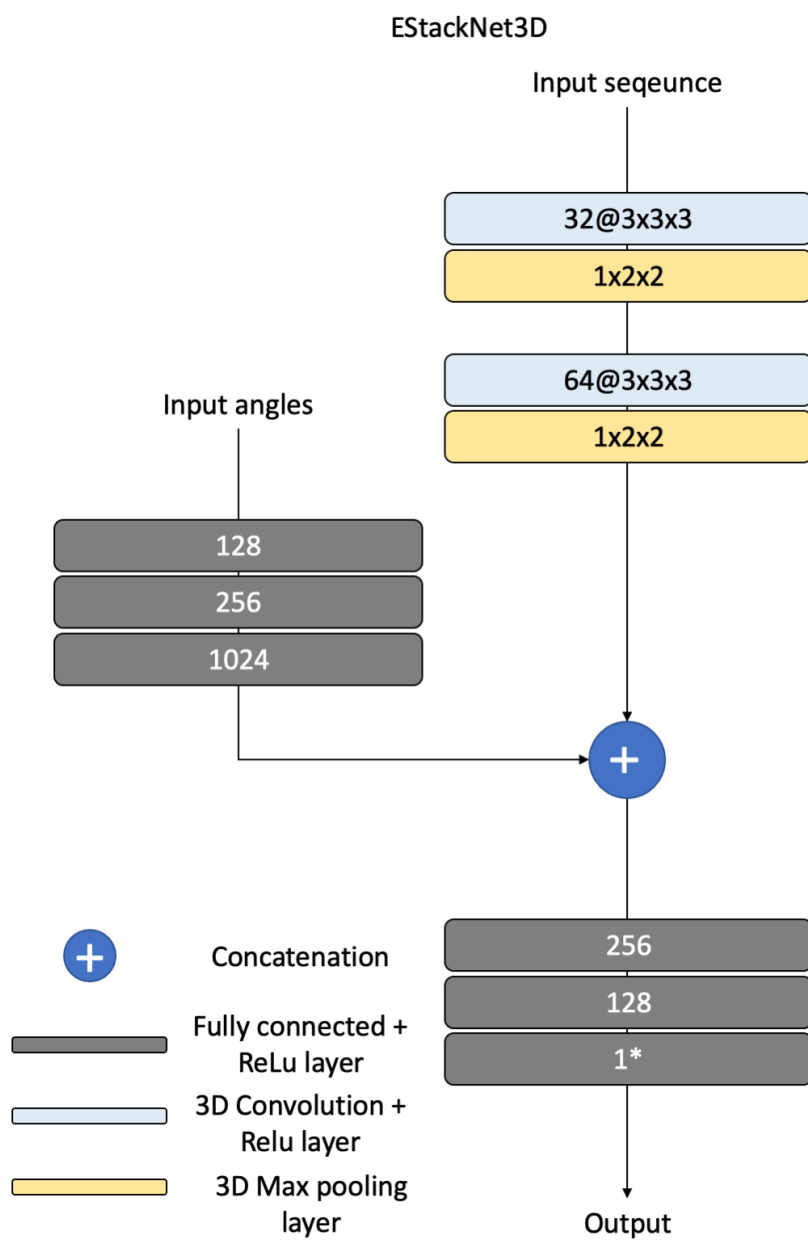 EStackNet3D
Input seqeunce
32@3x3x3
1x2x2
64@3x3x3
1x2x2
Input angles
128
256
1024
+
256
128
1*
Output
+
Concatenation
Fully connected +
ReLu layer
3D Convolution +
Relu layer
3D Max pooling
layer